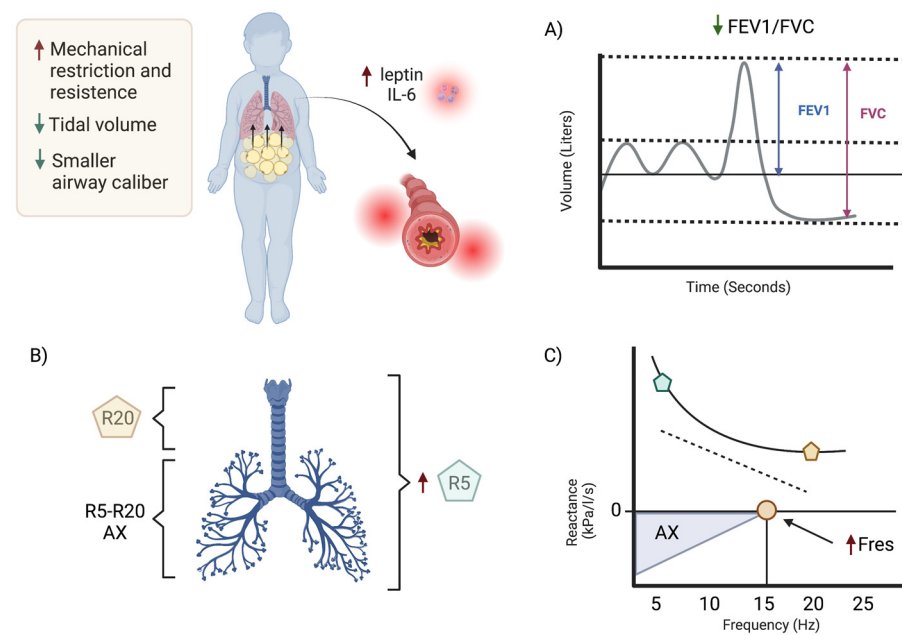 ↑ Mechanical
restriction and
resistence
↓ Tidal volume
↓ Smaller
airway caliber
↑ leptin
IL-6
A)
↓ FEV1/FVC
Volume (Liters)
FEV1
FVC
Time (Seconds)
B)
R20
R5-R20
AX
↑ R5
C)
Reactance
(kPa/l/s)
0
AX
↑Fres
5 10 15 20 25
Frequency (Hz)